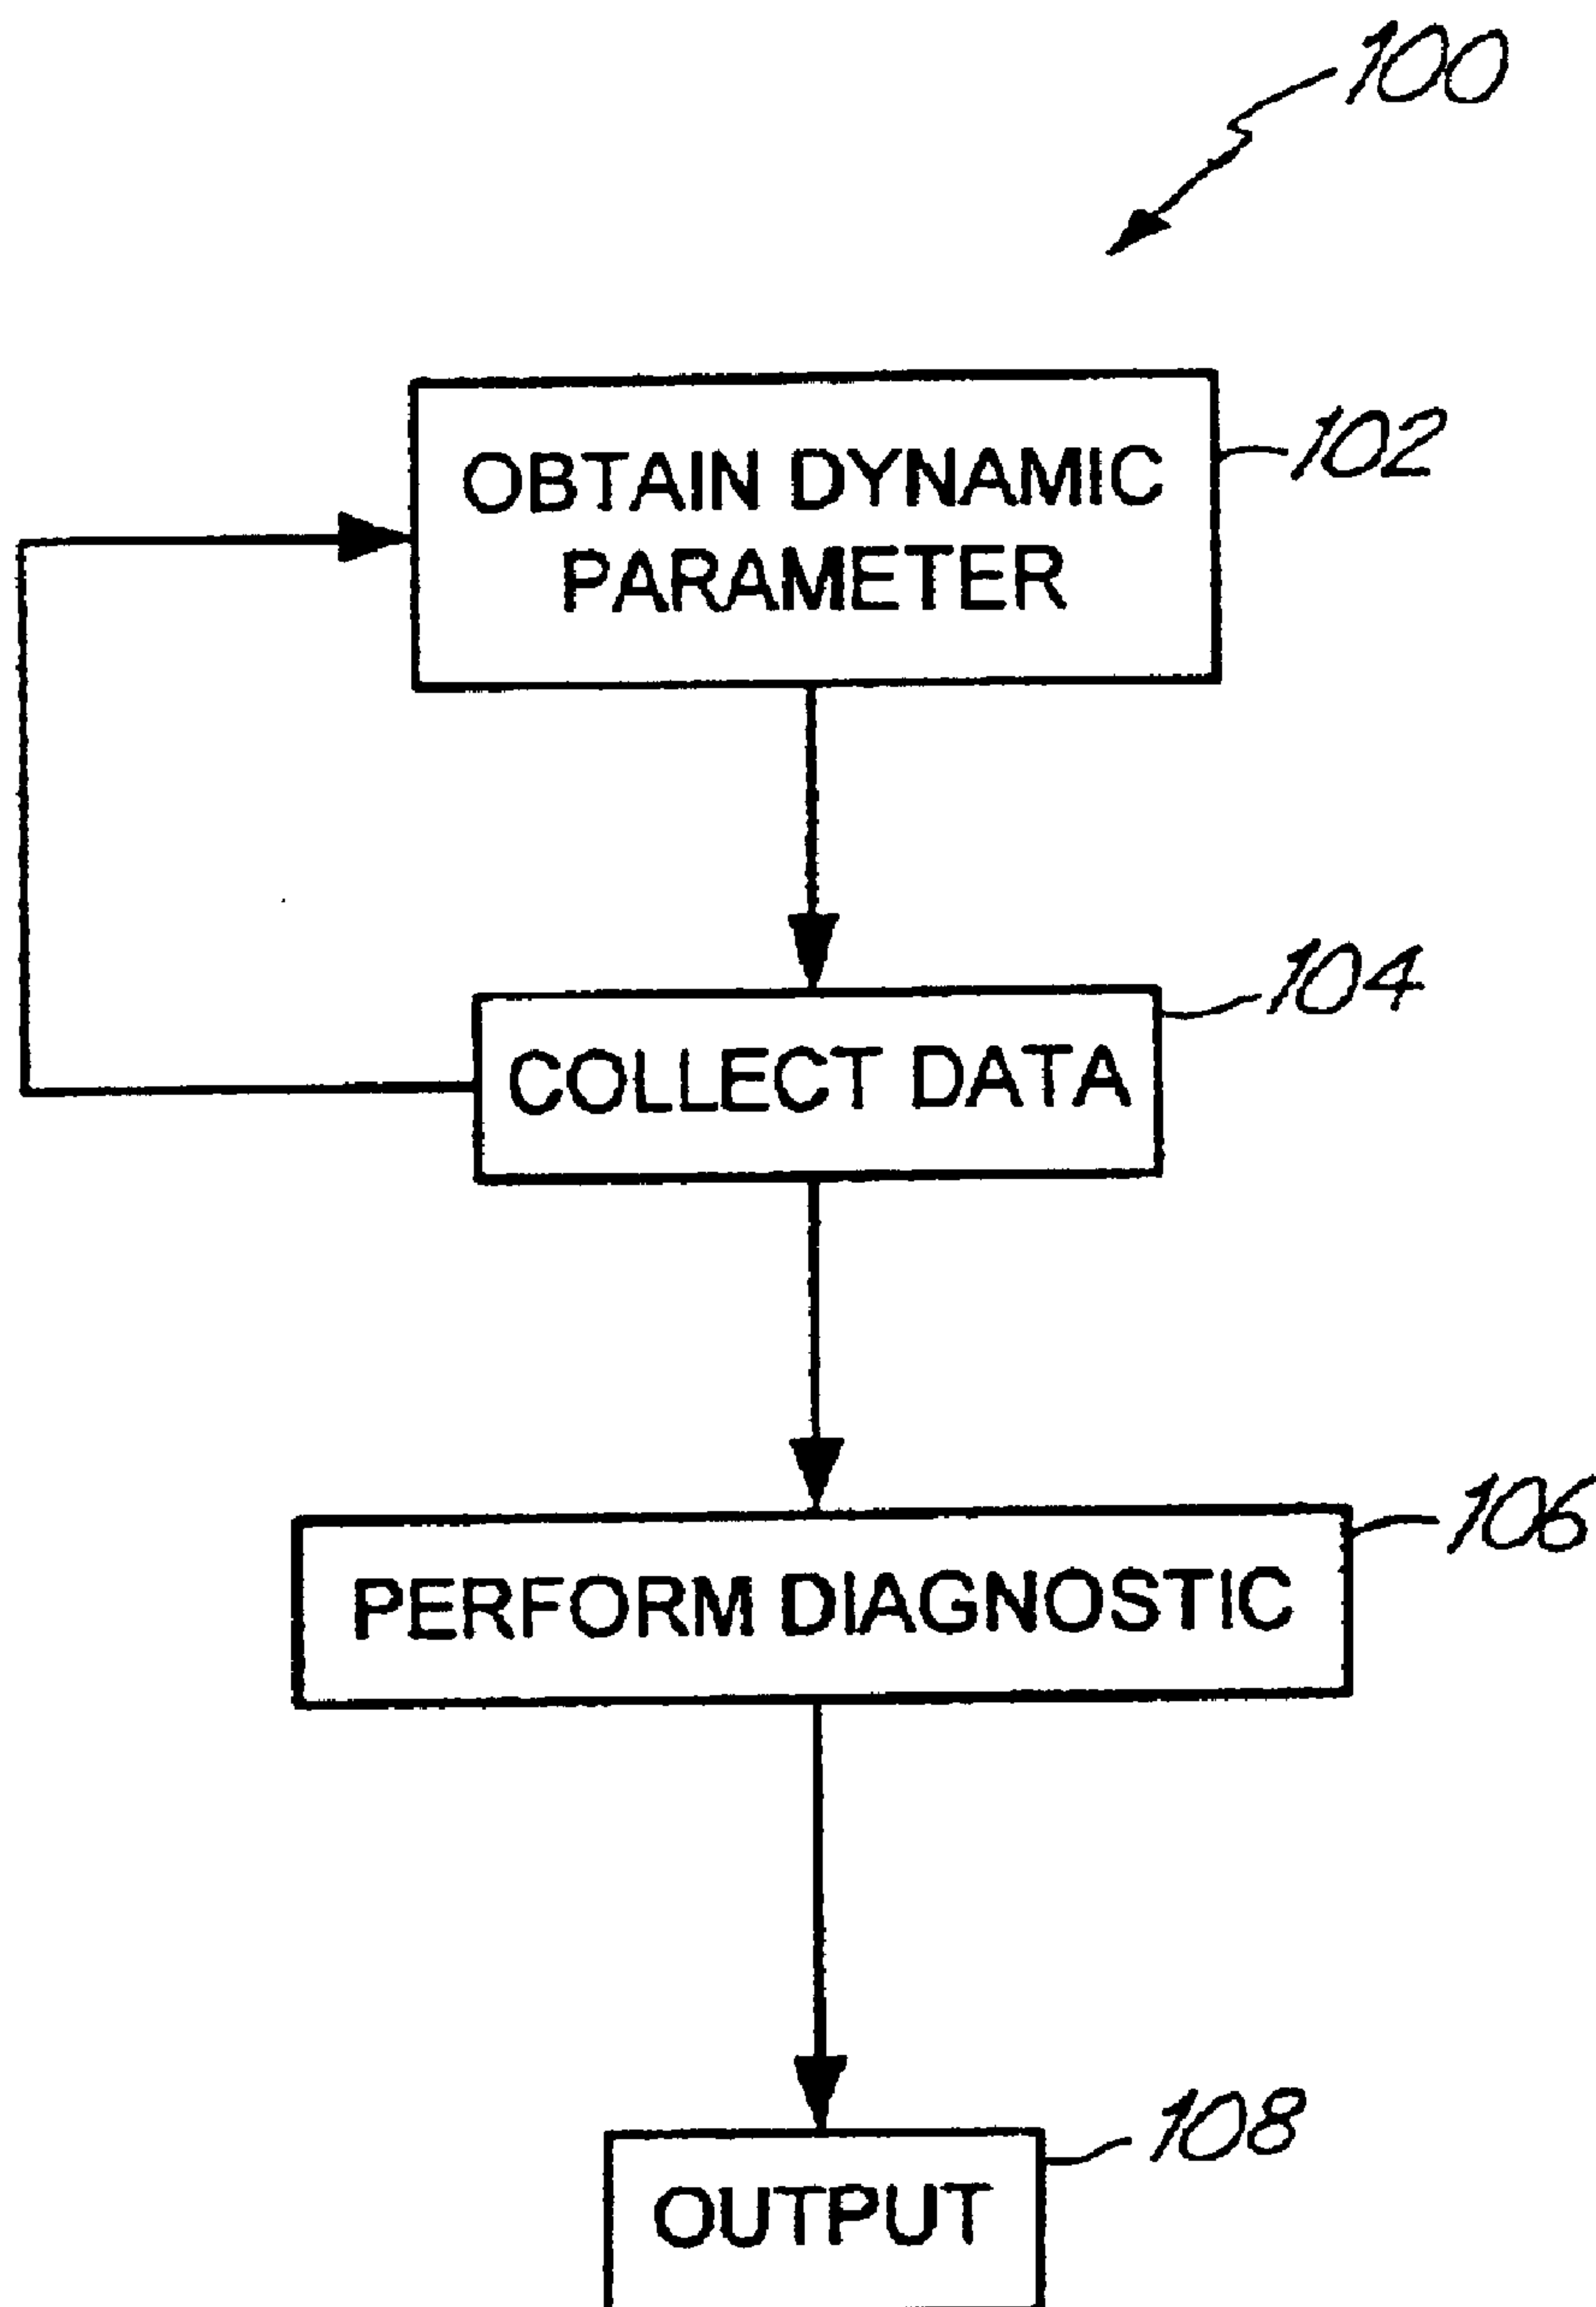 100
OBTAIN DYNAMIC
PARAMETER
102
COLLECT DATA
104
PERFORM DIAGNOSTIC
106
OUTPUT
108